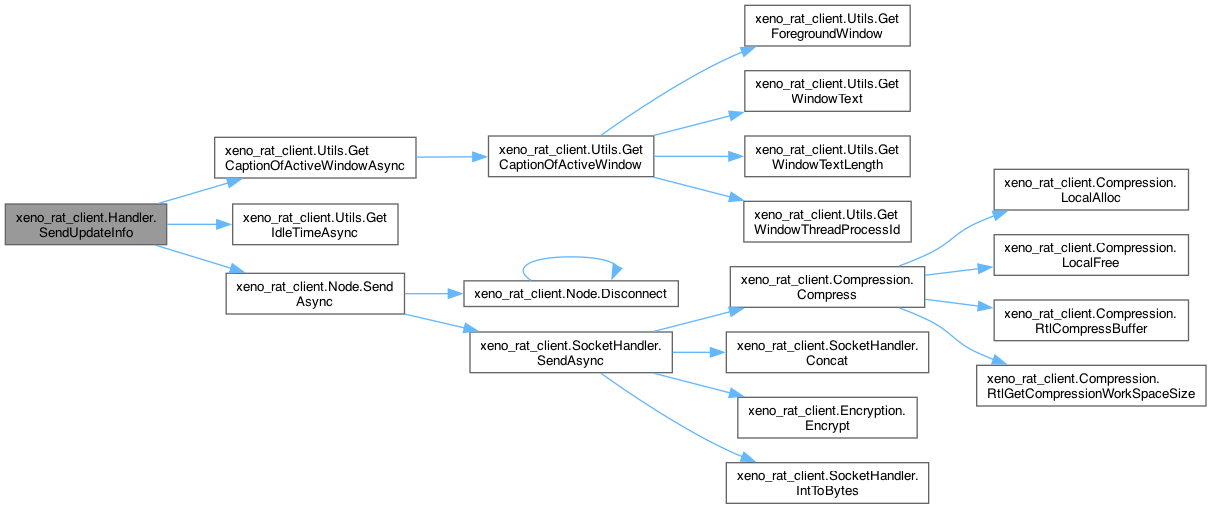 xeno_rat_client.Handler.
SendUpdateInfo
xeno_rat_client.Utils.Get
CaptionOfActiveWindowAsync
xeno_rat_client.Utils.Get
IdleTimeAsync
xeno_rat_client.Node.Send
Async
xeno_rat_client.Utils.Get
CaptionOfActiveWindow
xeno_rat_client.Node.Disconnect
xeno_rat_client.SocketHandler.
SendAsync
xeno_rat_client.Utils.Get
ForegroundWindow
xeno_rat_client.Utils.Get
WindowText
xeno_rat_client.Utils.Get
WindowTextLength
xeno_rat_client.Utils.Get
WindowThreadProcessId
xeno_rat_client.Compression.
Compress
xeno_rat_client.SocketHandler.
Concat
xeno_rat_client.Encryption.
Encrypt
xeno_rat_client.SocketHandler.
IntToBytes
xeno_rat_client.Compression.
LocalAlloc
xeno_rat_client.Compression.
LocalFree
xeno_rat_client.Compression.
RtlCompressBuffer
xeno_rat_client.Compression.
RtlGetCompressionWorkSpaceSize